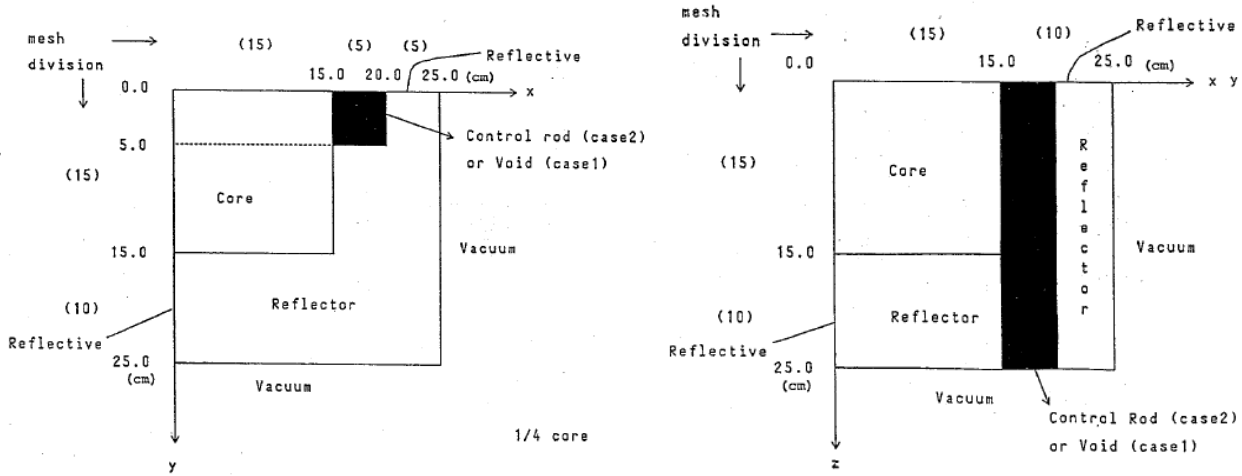 mesh
division
(15) (5) (5)
Reflective
15.0 20.0 25.0 (cm)
0.0
x
5.0
Control rod (case2)
or Void (case1)
(15)
Core
15.0
Vacuum
(10)
Reflector
Reflective
25.0
(cm)
Vacuum
1/4 core
y
mesh
division
(15) (10)
Reflective
0.0 15.0 25.0
(cm)
x y
(15)
Core
Reflector
Vacuum
15.0
(10)
Reflector
Reflective
25.0
(cm)
Vacuum
Control Rod (case2)
or Void (case1)
z